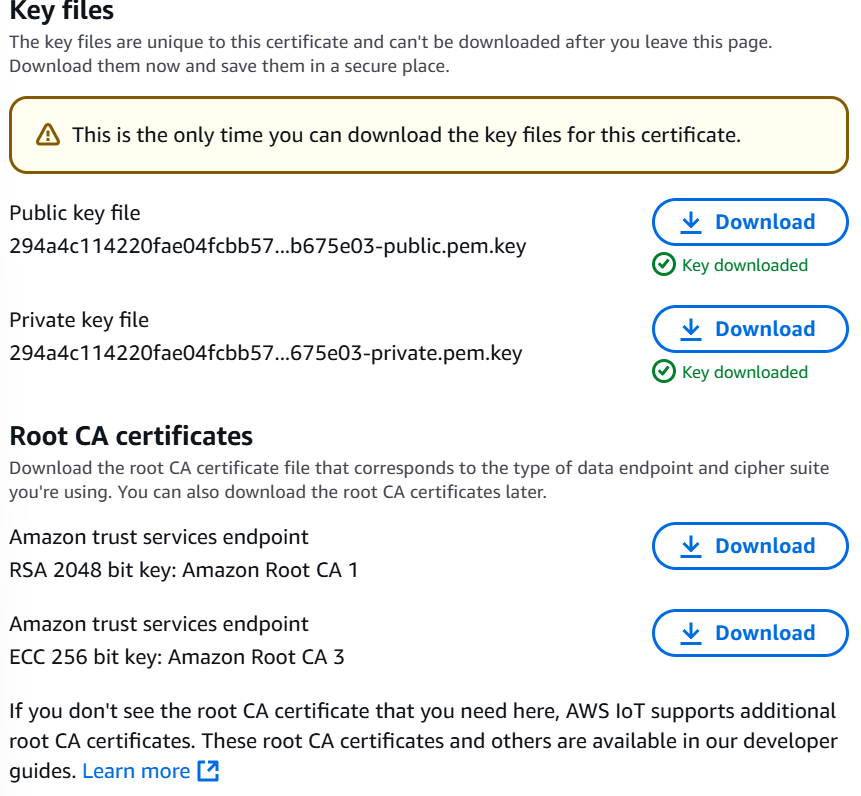 Key files
The key files are unique to this certificate and can't be downloaded after you leave this page.
Download them now and save them in a secure place.
This is the only time you can download the key files for this certificate.
Public key file
294a4c114220fae04fcbb57...b675e03-public.pem.key
Download
Key downloaded
Private key file
294a4c114220fae04fcbb57...675e03-private.pem.key
Download
Key downloaded
Root CA certificates
Download the root CA certificate file that corresponds to the type of data endpoint and cipher suite
you're using. You can also download the root CA certificates later.
Amazon trust services endpoint
RSA 2048 bit key: Amazon Root CA 1
Download
Amazon trust services endpoint
ECC 256 bit key: Amazon Root CA 3
Download
If you don't see the root CA certificate that you need here, AWS IoT supports additional
root CA certificates. These root CA certificates and others are available in our developer
guides. Learn more